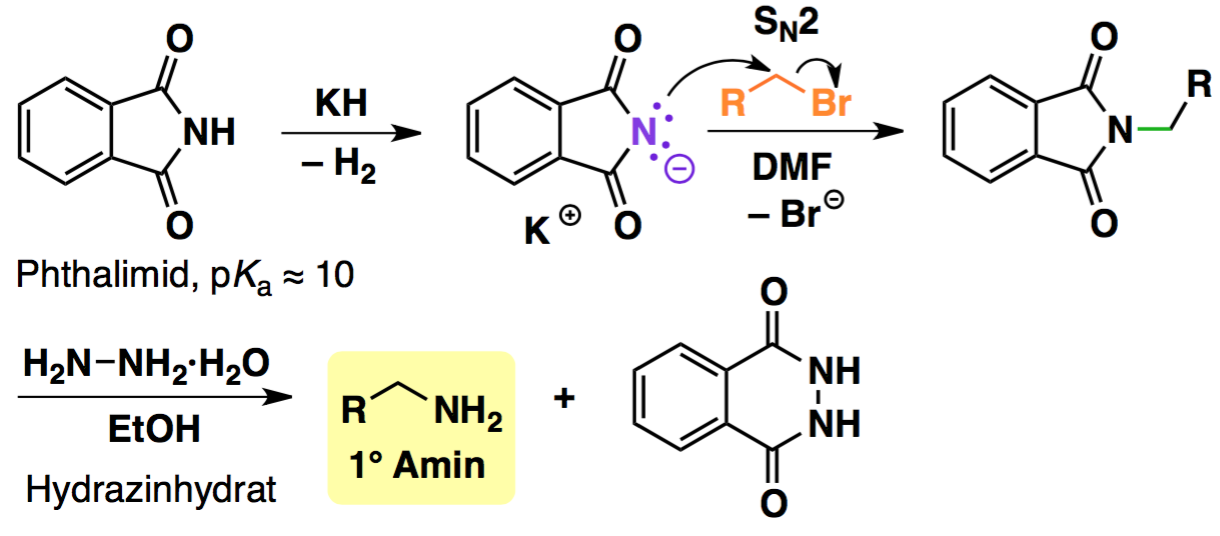 O
NH
O
KH
– H₂
O
N:
⊖
O
K ⊕
S_N2
R
Br
DMF
– Br⊖
O
N
R
O
Phthalimid, pKₐ ≈ 10
H₂N–NH₂·H₂O
EtOH
Hydrazinhydrat
R
NH₂
1° Amin
+
O
NH
NH
O